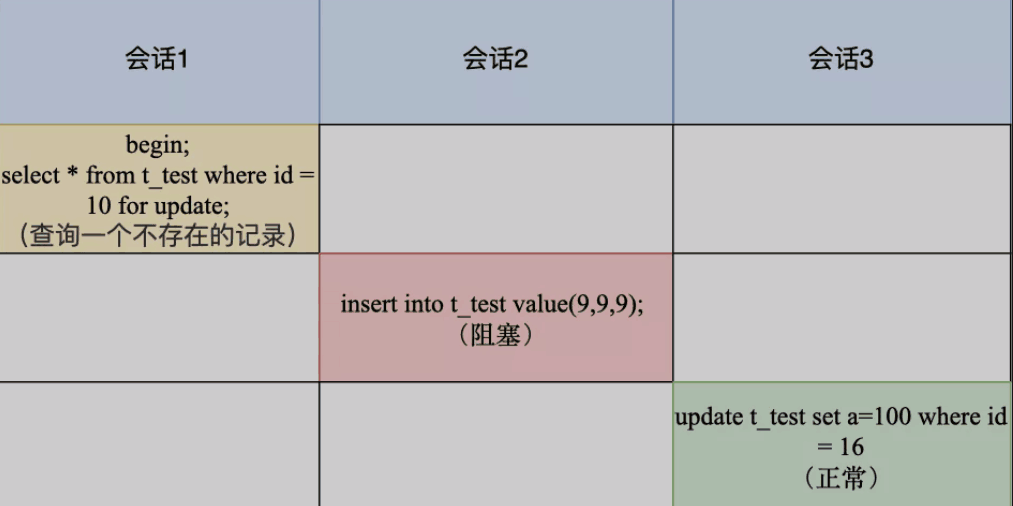 会话1
会话2
会话3
begin;
select * from t_test where id =
10 for update;
（查询一个不存在的记录）
insert into t_test value(9,9,9);
（阻塞）
update t_test set a=100 where id
= 16
（正常）